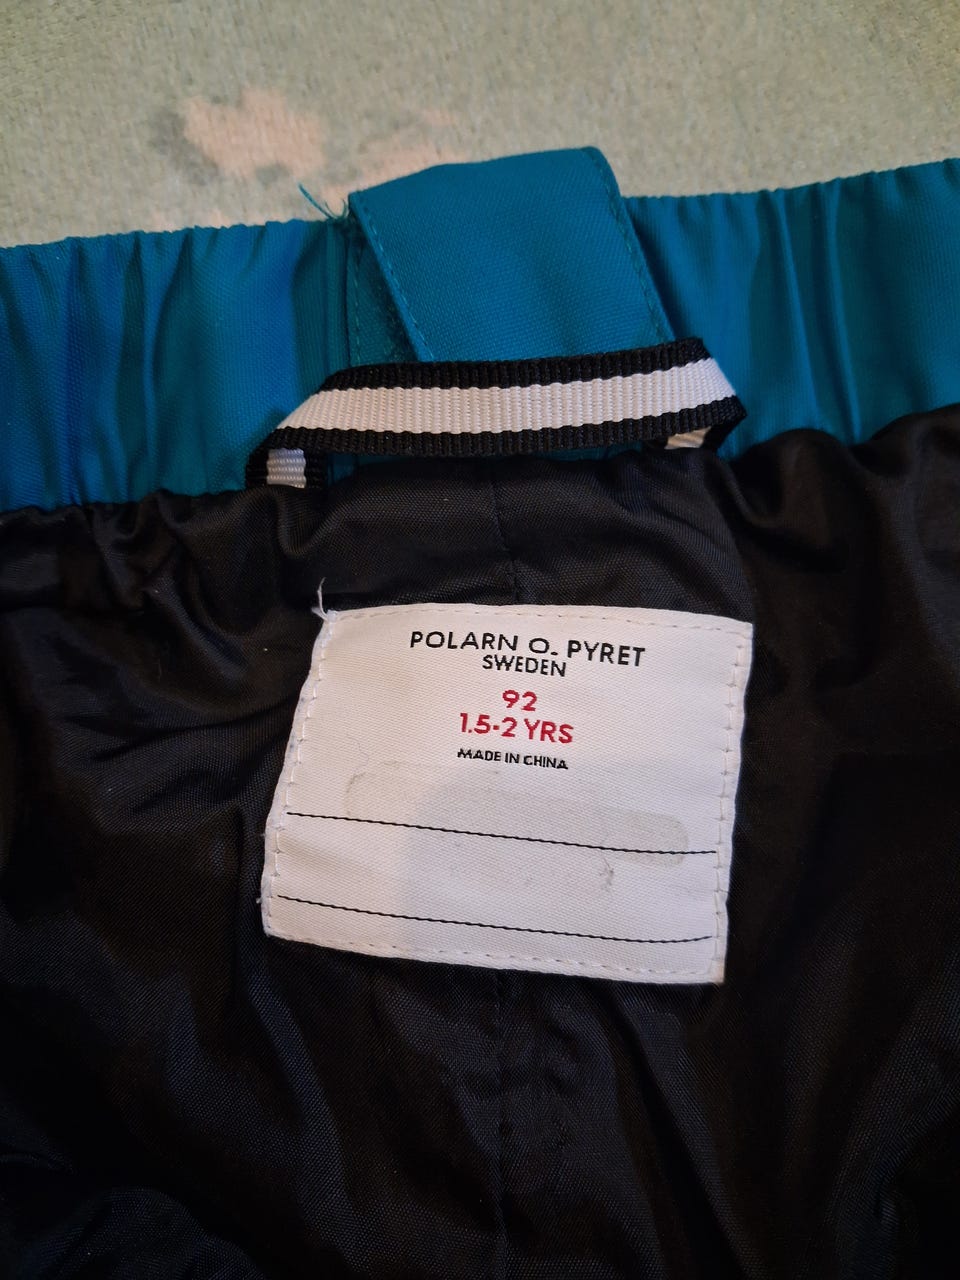 POLARN O. PYRET
SWEDEN
92
1.5-2 YRS
MADE IN CHINA